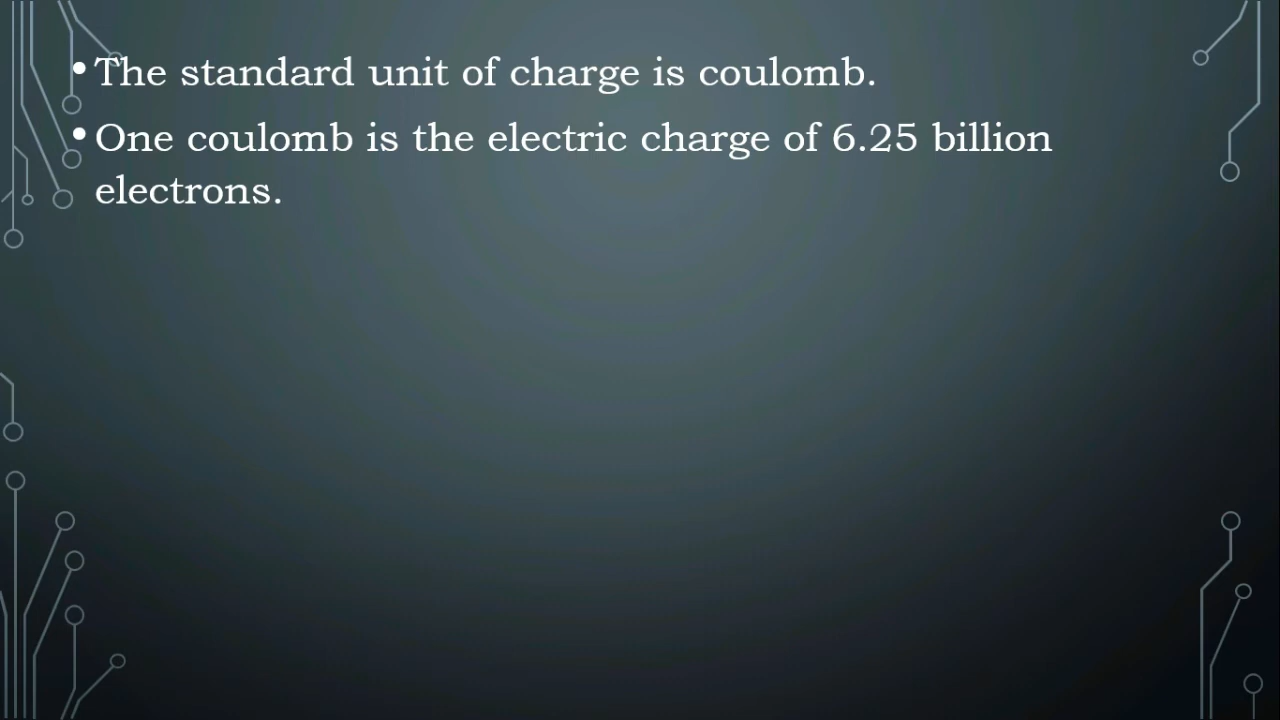 • The standard unit of charge is coulomb.
• One coulomb is the electric charge of 6.25 billion
electrons.